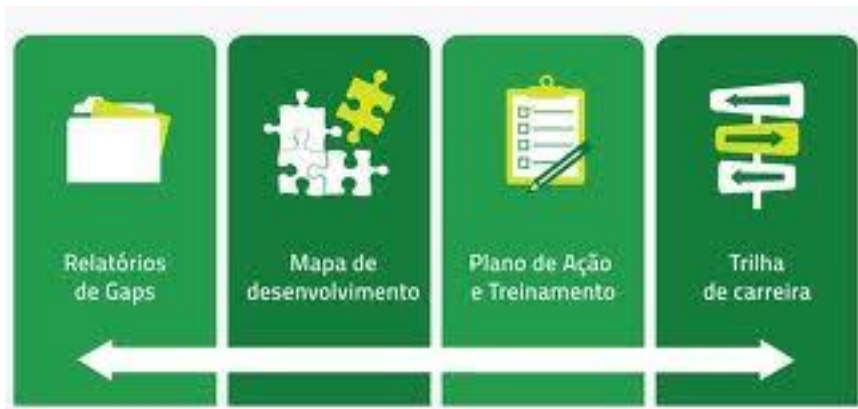 Relatórios
de Gaps
Mapa de
desenvolvimento
Plano de Ação
e Treinamento
Trilha
de carreira